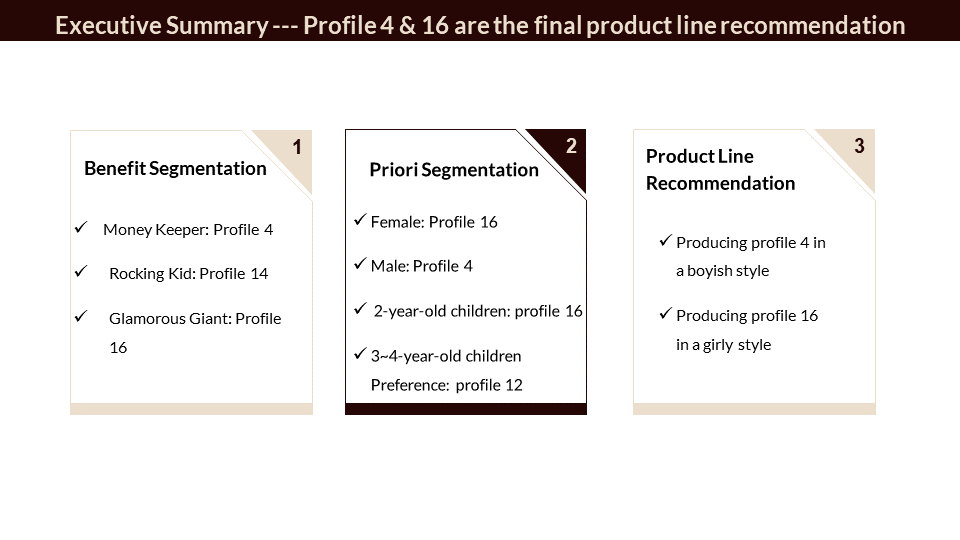 Executive Summary --- Profile 4 & 16 are the final product line recommendation
1
Benefit Segmentation
✓ Money Keeper: Profile 4
✓ Rocking Kid: Profile 14
✓ Glamorous Giant: Profile
16
2
Priori Segmentation
✓ Female: Profile 16
✓ Male: Profile 4
✓ 2-year-old children: profile 16
✓ 3~4-year-old children
Preference: profile 12
3
Product Line
Recommendation
✓ Producing profile 4 in
a boyish style
✓ Producing profile 16
in a girly style